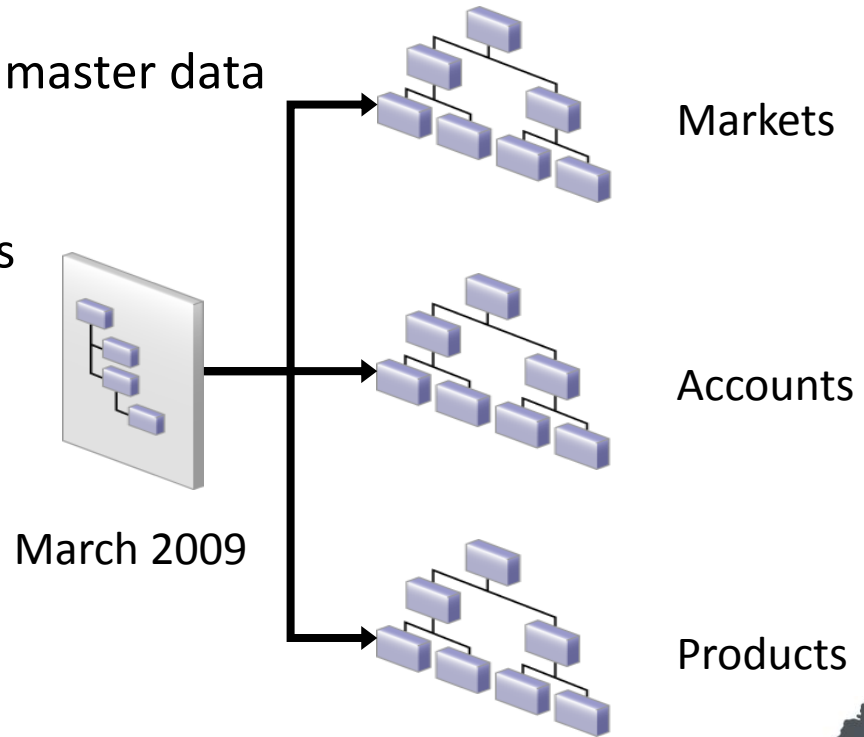 master data
Markets
s
Accounts
March 2009
Products